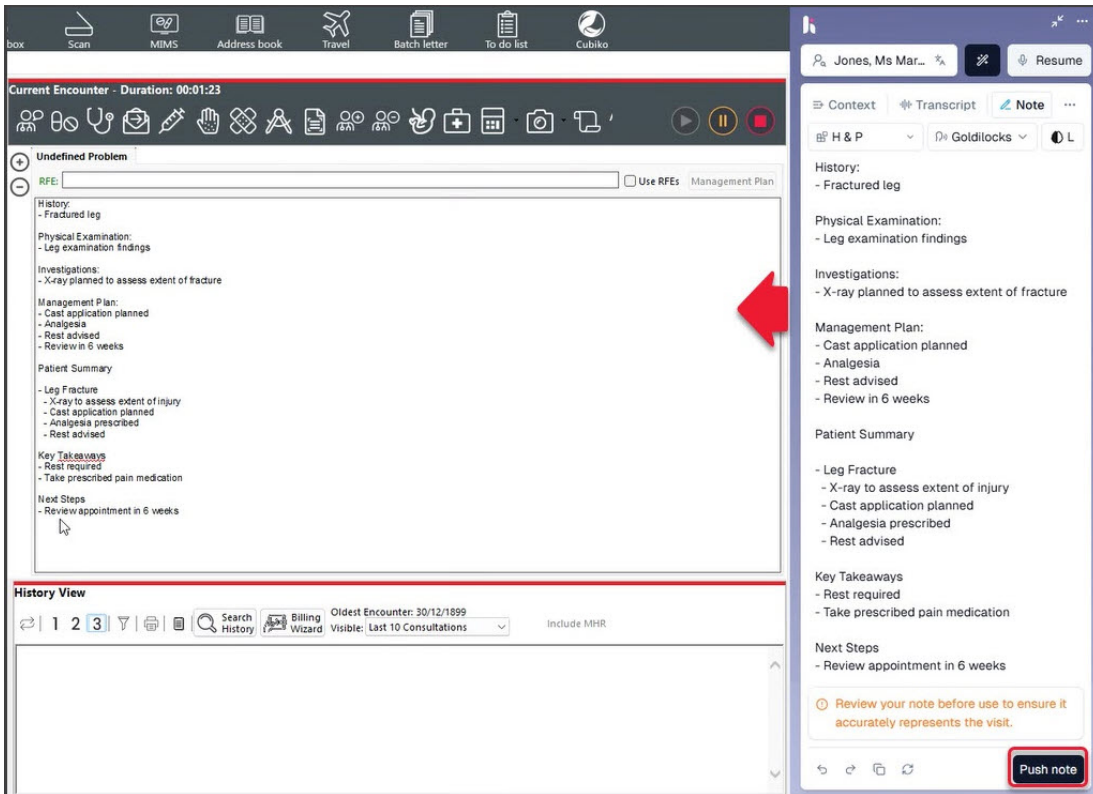 box
Scan
MIMS
Address book
Travel
Batch letter
To do list
Cubiko
Current Encounter - Duration: 00:01:23
Undefined Problem
RFE:
Use RFEs
Management Plan
History:
- Fractured leg
Physical Examination:
- Leg examination findings
Investigations:
- X-ray planned to assess extent of fracture
Management Plan:
- Cast application planned
- Analgesia
- Rest advised
- Review in 6 weeks
Patient Summary
- Leg Fracture
- X-ray to assess extent of injury
- Cast application planned
- Analgesia prescribed
- Rest advised
Key Takeaways
- Rest required
- Take prescribed pain medication
Next Steps
- Review appointment in 6 weeks
History View
1 2 3
Search History
Billing Wizard
Oldest Encounter: 30/12/1899
Visible: Last 10 Consultations
Include MHR
Jones, Ms Mar...
Resume
Context
Transcript
Note
H & P
Goldilocks
L
History:
- Fractured leg
Physical Examination:
- Leg examination findings
Investigations:
- X-ray planned to assess extent of fracture
Management Plan:
- Cast application planned
- Analgesia
- Rest advised
- Review in 6 weeks
Patient Summary
- Leg Fracture
- X-ray to assess extent of injury
- Cast application planned
- Analgesia prescribed
- Rest advised
Key Takeaways
- Rest required
- Take prescribed pain medication
Next Steps
- Review appointment in 6 weeks
Review your note before use to ensure it
accurately represents the visit.
Push note